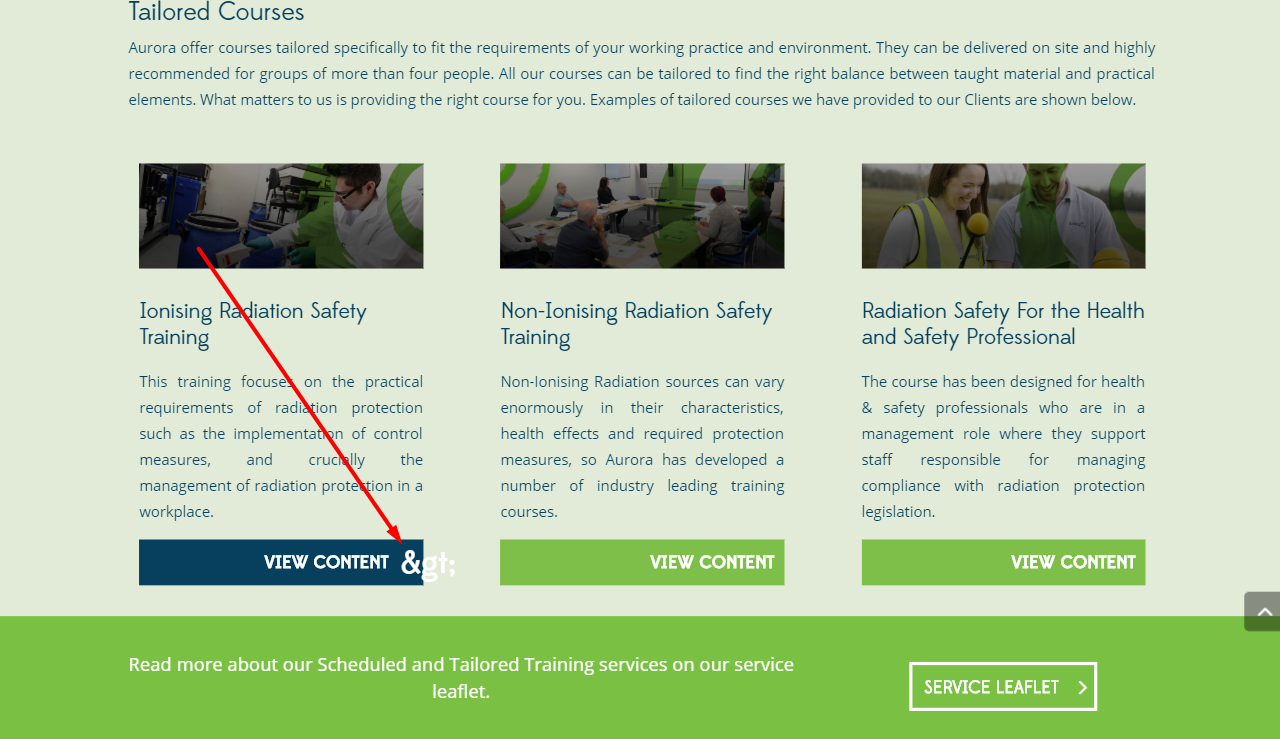 Tailored Courses
Aurora offer courses tailored specifically to fit the requirements of your working practice and environment. They can be delivered on site and highly
recommended for groups of more than four people. All our courses can be tailored to find the right balance between taught material and practical
elements. What matters to us is providing the right course for you. Examples of tailored courses we have provided to our Clients are shown below.
Ionising Radiation Safety
Training
This training focuses on the practical
requirements of radiation protection
such as the implementation of control
measures, and crucially the
management of radiation protection in a
workplace.
VIEW CONTENT &gt;
Non-Ionising Radiation Safety
Training
Non-Ionising Radiation sources can vary
enormously in their characteristics,
health effects and required protection
measures, so Aurora has developed a
number of industry leading training
courses.
VIEW CONTENT
Radiation Safety For the Health
and Safety Professional
The course has been designed for health
& safety professionals who are in a
management role where they support
staff responsible for managing
compliance with radiation protection
legislation.
VIEW CONTENT
Read more about our Scheduled and Tailored Training services on our service
leaflet.
SERVICE LEAFLET